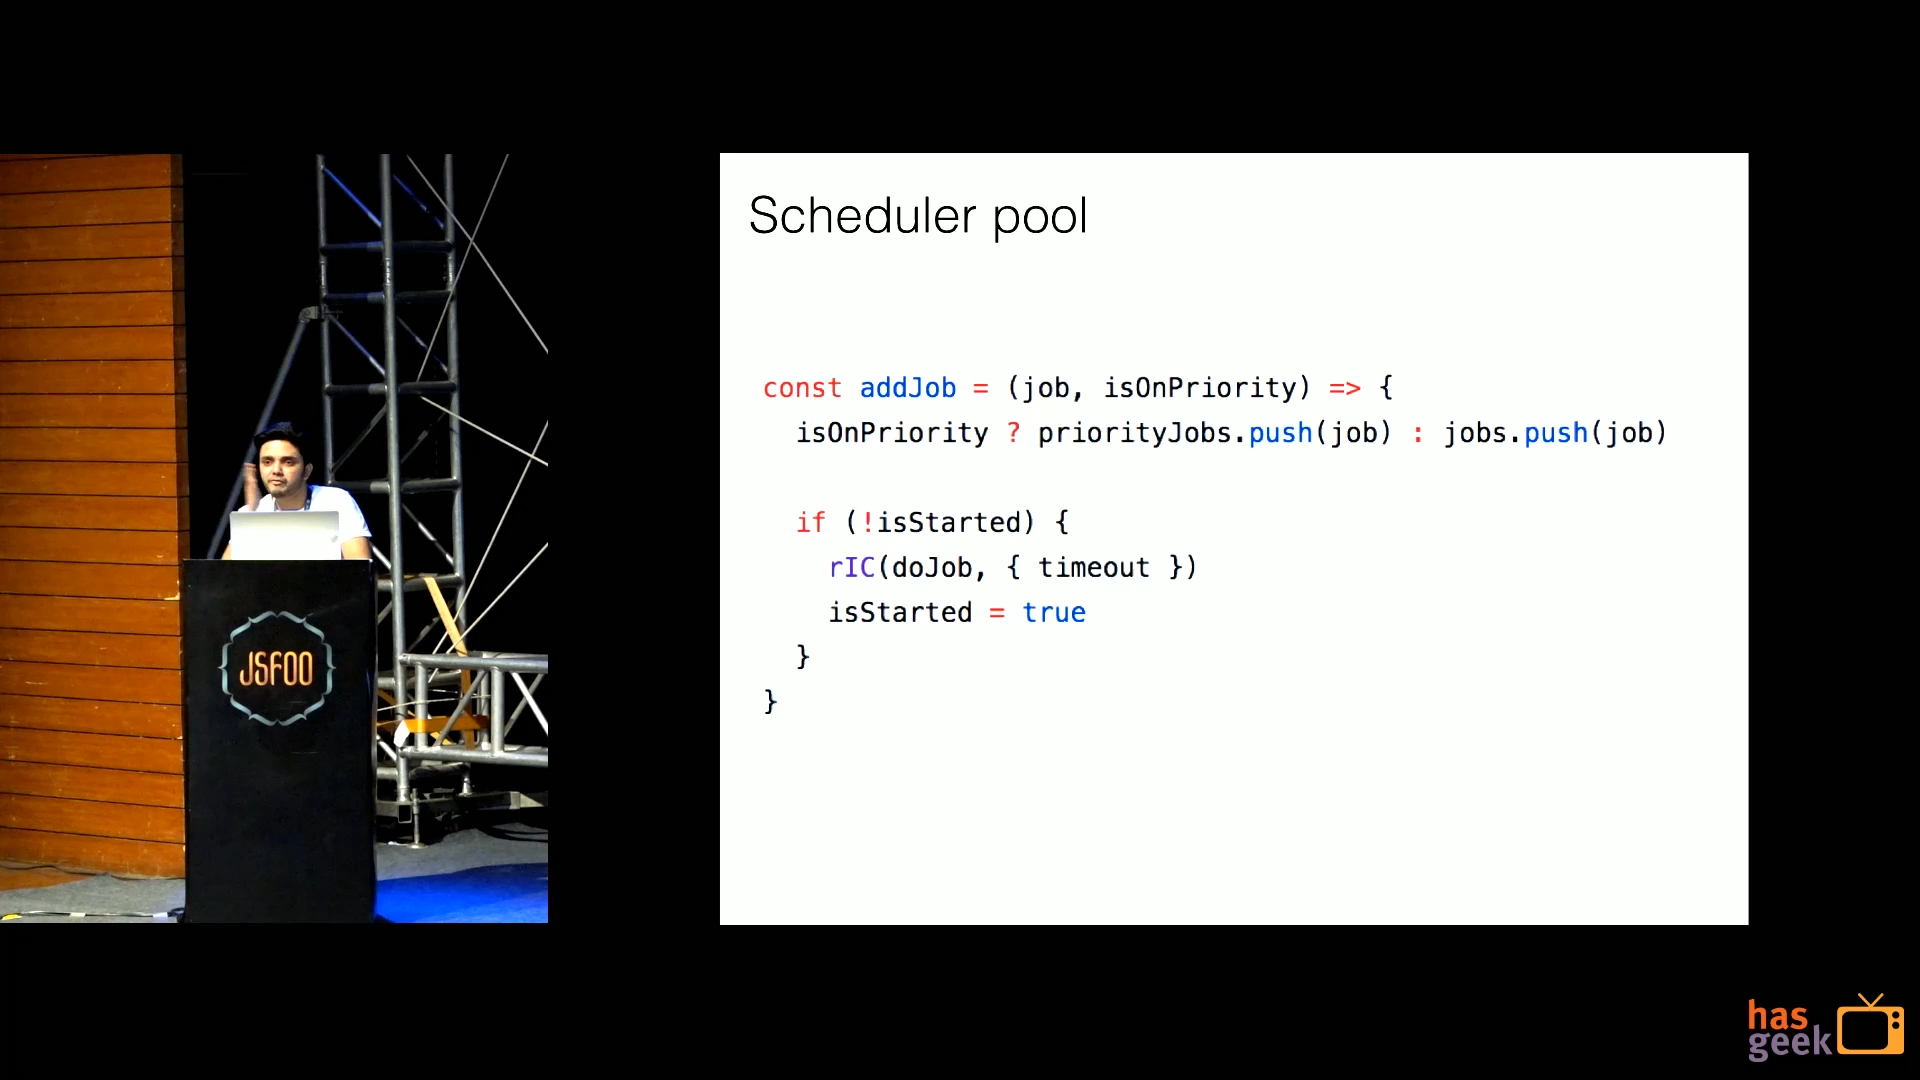 Scheduler pool
const addJob = (job, isOnPriority) => {
isOnPriority ? priorityJobs.push(job) : jobs.push(job)
if (!isStarted) {
rIC(doJob, { timeout })
isStarted = true
}
}
JSFOO
has
geek